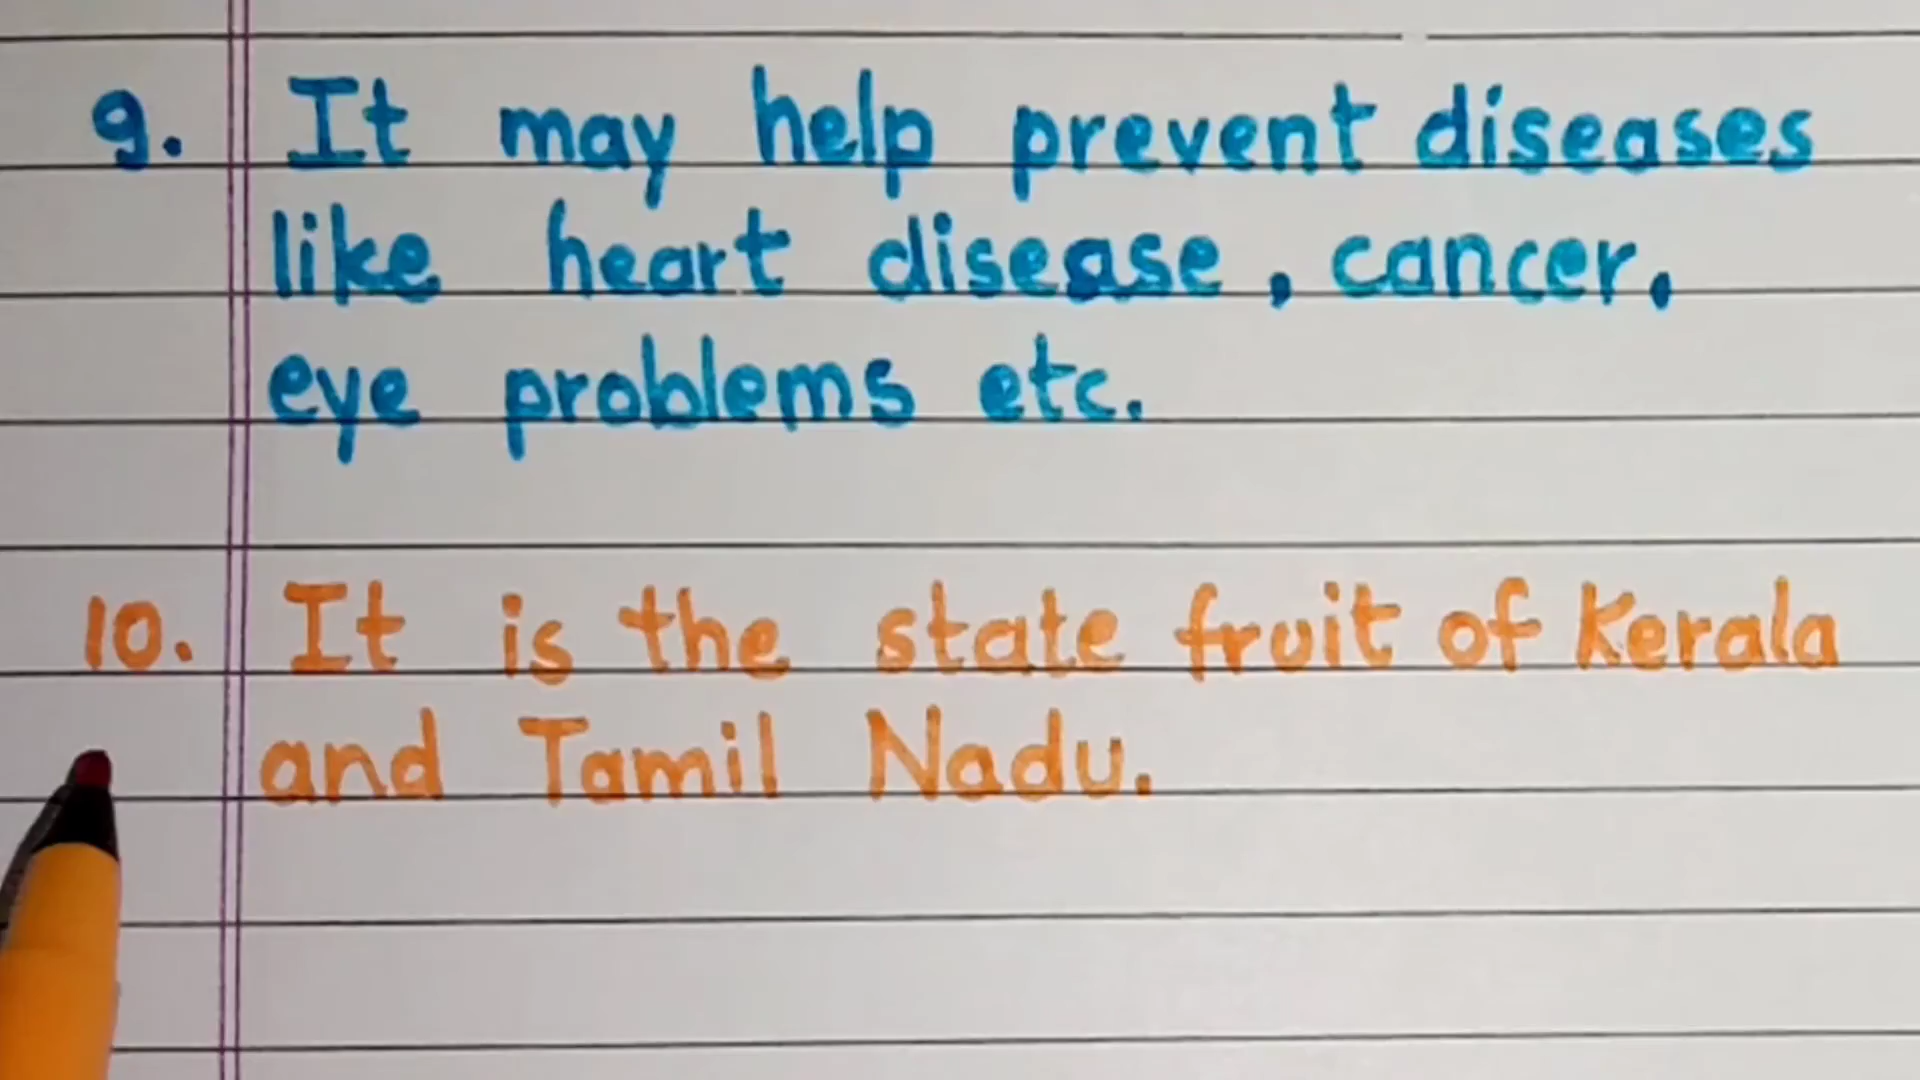 9. It may help prevent diseases
like heart disease, cancer,
eye problems etc.
10. It is the state fruit of Kerala
and Tamil Nadu.